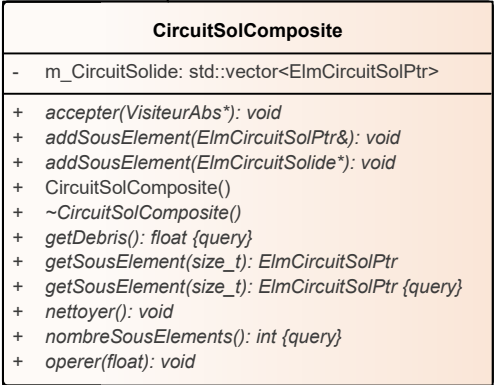 CircuitSolComposite
- m_CircuitSolide: std::vector<ElmCircuitSolPtr>
+ accepter(VisiteurAbs*): void
+ addSousElement(ElmCircuitSolPtr&): void
+ addSousElement(ElmCircuitSolide*): void
+ CircuitSolComposite()
+ ~CircuitSolComposite()
+ getDebris(): float {query}
+ getSousElement(size_t): ElmCircuitSolPtr
+ getSousElement(size_t): ElmCircuitSolPtr {query}
+ nettoyer(): void
+ nombreSousElements(): int {query}
+ operer(float): void